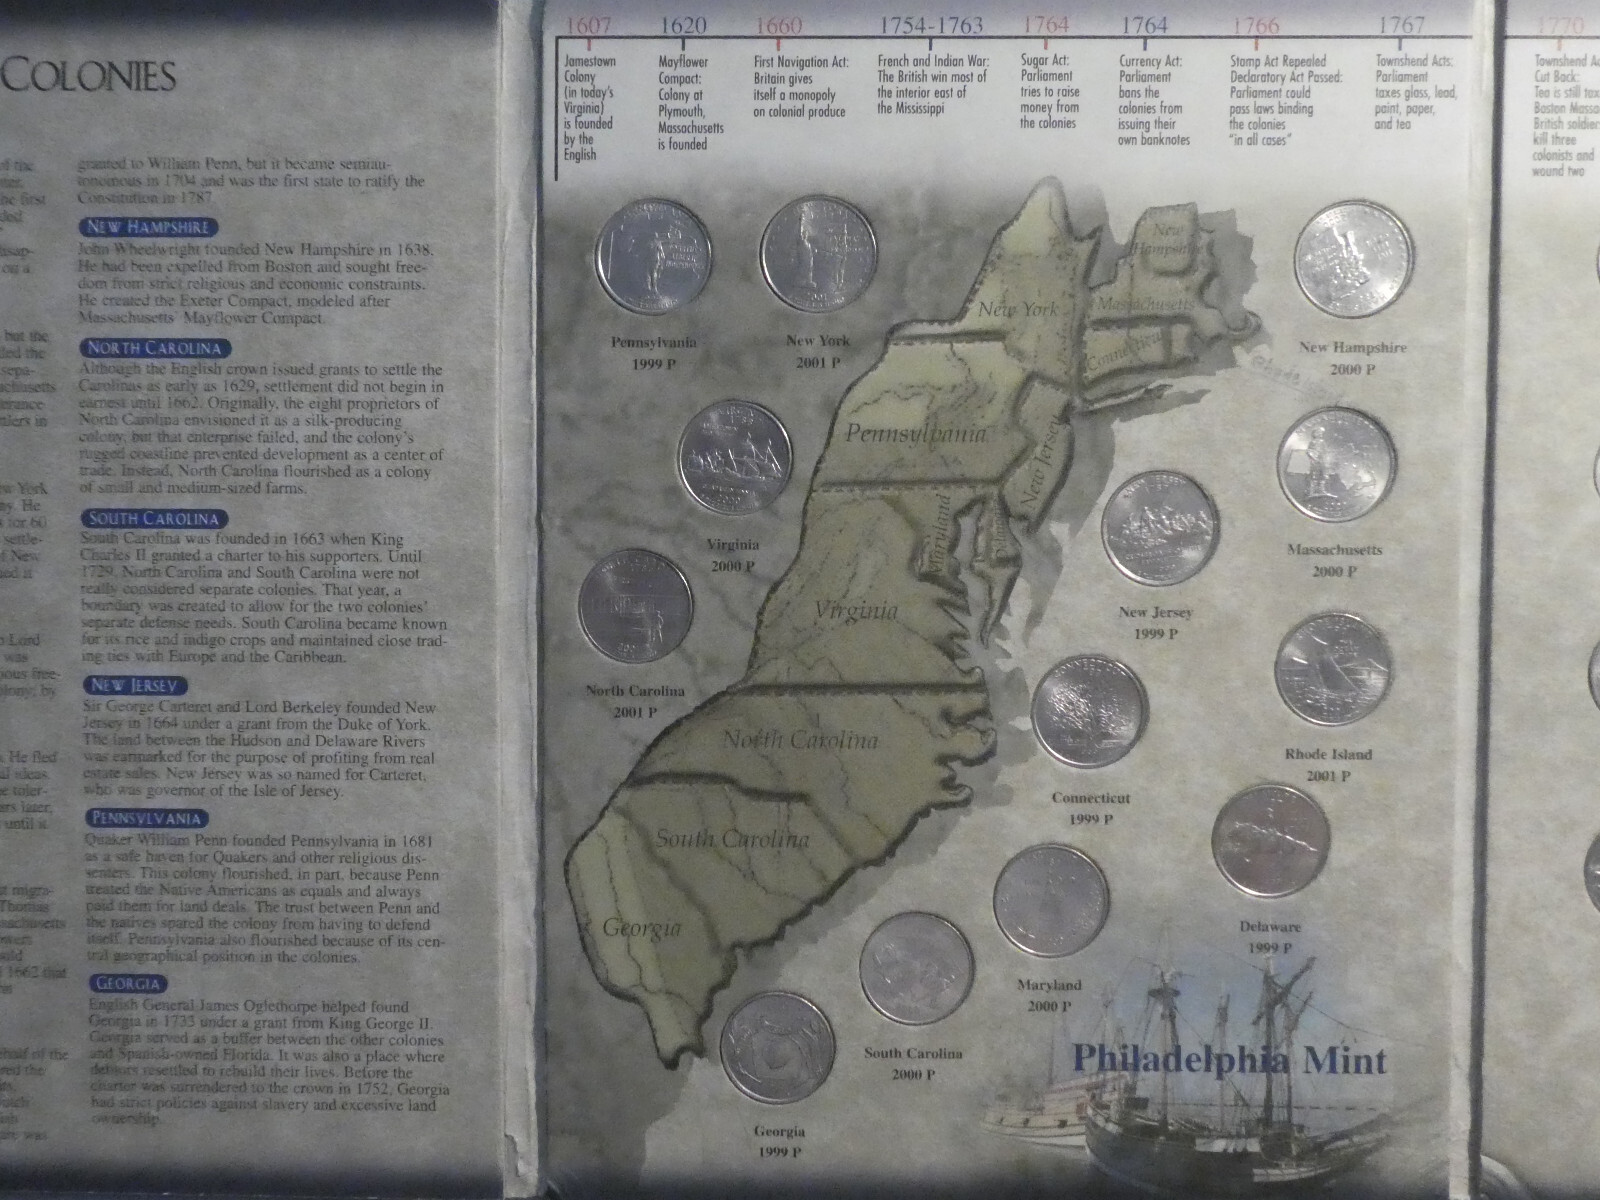 COLONIES
granted to William Penn, but it became semiau-
tonomous in 1704 and was the first state to ratify the
Constitution in 1787.
NEW HAMPSHIRE
John Wheelwright founded New Hampshire in 1638.
He had been expelled from Boston and sought free-
dom from strict religious and economic constraints.
He created the Exeter Compact, modeled after
Massachusetts' Mayflower Compact.
NORTH CAROLINA
Although the English crown issued grants to settle the
Carolinas as early as 1629, settlement did not begin in
earnest until 1662. Originally, the eight proprietors of
North Carolina envisioned it as a silk-producing
colony, but that enterprise failed, and the colony's
rugged coastline prevented development as a center of
trade. Instead, North Carolina flourished as a colony
of small and medium-sized farms.
SOUTH CAROLINA
South Carolina was founded in 1663 when King
Charles II granted a charter to his supporters. Until
1729, North Carolina and South Carolina were not
really considered separate colonies. That year, a
boundary was created to allow for the two colonies'
separate defense needs. South Carolina became known
for its rice and indigo crops and maintained close trad-
ing ties with Europe and the Caribbean.
NEW JERSEY
Sir George Carteret and Lord Berkeley founded New
Jersey in 1664 under a grant from the Duke of York.
The land between the Hudson and Delaware Rivers
was earmarked for the purpose of profiting from real
estate sales. New Jersey was so named for Carteret,
who was governor of the Isle of Jersey.
PENNSYLVANIA
Quaker William Penn founded Pennsylvania in 1681
as a safe haven for Quakers and other religious dis-
senters. This colony flourished, in part, because Penn
treated the Native Americans as equals and always
paid them for land deals. The trust between Penn and
the natives spared the colony from having to defend
itself. Pennsylvania also flourished because of its cen-
tral geographical position in the colonies.
GEORGIA
English General James Oglethorpe helped found
Georgia in 1733 under a grant from King George II.
Georgia served as a buffer between the other colonies
and Spanish-owned Florida. It was also a place where
debtors resettled to rebuild their lives. Before the
charter was surrendered to the crown in 1752, Georgia
had strict policies against slavery and excessive land
ownership.
1607
Jamestown
Colony
(in today's
Virginia)
is founded
by the
English
1620
Mayflower
Compact:
Colony at
Plymouth,
Massachusetts
is founded
1660
First Navigation Act:
Britain gives
itself a monopoly
on colonial produce
1754-1763
French and Indian War:
The British win most of
the interior east of
the Mississippi
1764
Sugar Act:
Parliament
tries to raise
money from
the colonies
1764
Currency Act:
Parliament
bans the
colonies from
issuing their
own banknotes
1766
Stamp Act Repealed
Declaratory Act Passed:
Parliament could
pass laws binding
the colonies
"in all cases"
1767
Townshend Acts:
Parliament
taxes glass, lead,
paint, paper,
and tea
1770
Townshend A
Cut Back:
Tea is still tax
Boston Massa
British soldier
kill three
colonists and
wound two
Pennsylvania
1999 P
New York
2001 P
New Hampshire
2000 P
Virginia
2000 P
Massachusetts
2000 P
New Jersey
1999 P
North Carolina
2001 P
Rhode Island
2001 P
Connecticut
1999 P
Delaware
1999 P
Maryland
2000 P
South Carolina
2000 P
Georgia
1999 P
New
Hampshire
New York
Massachusetts
Connecticut
Pennsylvania
New Jersey
Maryland
Virginia
North Carolina
South Carolina
Georgia
Philadelphia Mint